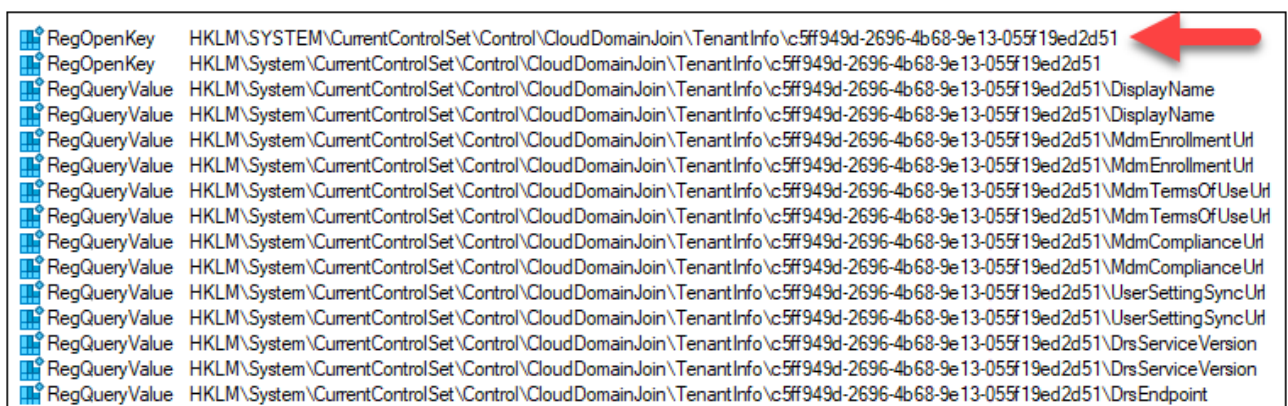 RegOpenKey HKLM\SYSTEM\CurrentControlSet\Control\CloudDomainJoin\TenantInfo\c5ff949d-2696-4b68-9e13-055f19ed2d51
RegOpenKey HKLM\System\CurrentControlSet\Control\CloudDomainJoin\TenantInfo\c5ff949d-2696-4b68-9e13-055f19ed2d51
RegQueryValue HKLM\System\CurrentControlSet\Control\CloudDomainJoin\TenantInfo\c5ff949d-2696-4b68-9e13-055f19ed2d51\DisplayName
RegQueryValue HKLM\System\CurrentControlSet\Control\CloudDomainJoin\TenantInfo\c5ff949d-2696-4b68-9e13-055f19ed2d51\DisplayName
RegQueryValue HKLM\System\CurrentControlSet\Control\CloudDomainJoin\TenantInfo\c5ff949d-2696-4b68-9e13-055f19ed2d51\MdmEnrollmentUrl
RegQueryValue HKLM\System\CurrentControlSet\Control\CloudDomainJoin\TenantInfo\c5ff949d-2696-4b68-9e13-055f19ed2d51\MdmEnrollmentUrl
RegQueryValue HKLM\System\CurrentControlSet\Control\CloudDomainJoin\TenantInfo\c5ff949d-2696-4b68-9e13-055f19ed2d51\MdmTermsOfUseUrl
RegQueryValue HKLM\System\CurrentControlSet\Control\CloudDomainJoin\TenantInfo\c5ff949d-2696-4b68-9e13-055f19ed2d51\MdmTermsOfUseUrl
RegQueryValue HKLM\System\CurrentControlSet\Control\CloudDomainJoin\TenantInfo\c5ff949d-2696-4b68-9e13-055f19ed2d51\MdmComplianceUrl
RegQueryValue HKLM\System\CurrentControlSet\Control\CloudDomainJoin\TenantInfo\c5ff949d-2696-4b68-9e13-055f19ed2d51\MdmComplianceUrl
RegQueryValue HKLM\System\CurrentControlSet\Control\CloudDomainJoin\TenantInfo\c5ff949d-2696-4b68-9e13-055f19ed2d51\UserSettingSyncUrl
RegQueryValue HKLM\System\CurrentControlSet\Control\CloudDomainJoin\TenantInfo\c5ff949d-2696-4b68-9e13-055f19ed2d51\UserSettingSyncUrl
RegQueryValue HKLM\System\CurrentControlSet\Control\CloudDomainJoin\TenantInfo\c5ff949d-2696-4b68-9e13-055f19ed2d51\DrsServiceVersion
RegQueryValue HKLM\System\CurrentControlSet\Control\CloudDomainJoin\TenantInfo\c5ff949d-2696-4b68-9e13-055f19ed2d51\DrsServiceVersion
RegQueryValue HKLM\System\CurrentControlSet\Control\CloudDomainJoin\TenantInfo\c5ff949d-2696-4b68-9e13-055f19ed2d51\DrsEndpoint